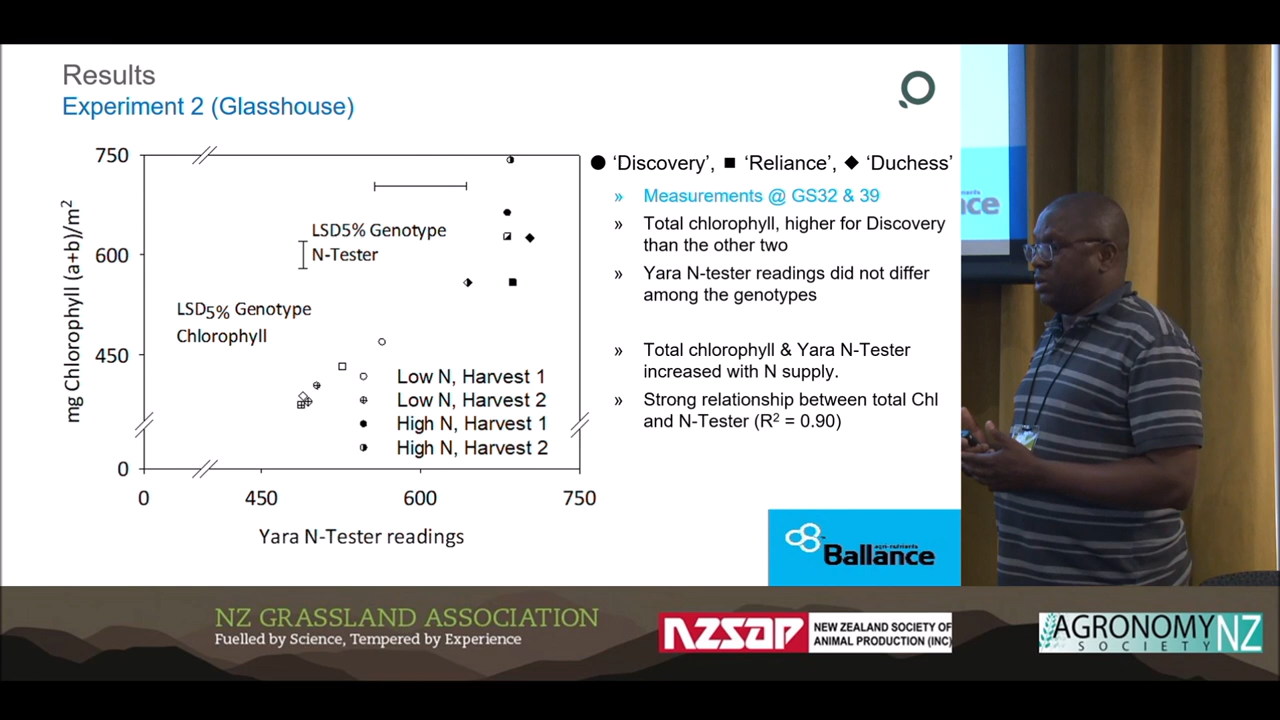 Results
Experiment 2 (Glasshouse)
750
600
450
0
mg Chlorophyll (a+b)/m2
LSD5% Genotype
N-Tester
LSD5% Genotype
Chlorophyll
Low N, Harvest 1
Low N, Harvest 2
High N, Harvest 1
High N, Harvest 2
0 450 600 750
Yara N-Tester readings
● 'Discovery', ■ 'Reliance', ◆ 'Duchess'
» Measurements @ GS32 & 39
» Total chlorophyll, higher for Discovery
than the other two
» Yara N-tester readings did not differ
among the genotypes
» Total chlorophyll & Yara N-Tester
increased with N supply.
» Strong relationship between total Chl
and N-Tester (R2 = 0.90)
agro-nutrients
Ballance
NZ GRASSLAND ASSOCIATION
Fuelled by Science, Tempered by Experience
NZSAP
NEW ZEALAND SOCIETY OF
ANIMAL PRODUCTION (INC)
AGRONOMY NZ
SOCIETY